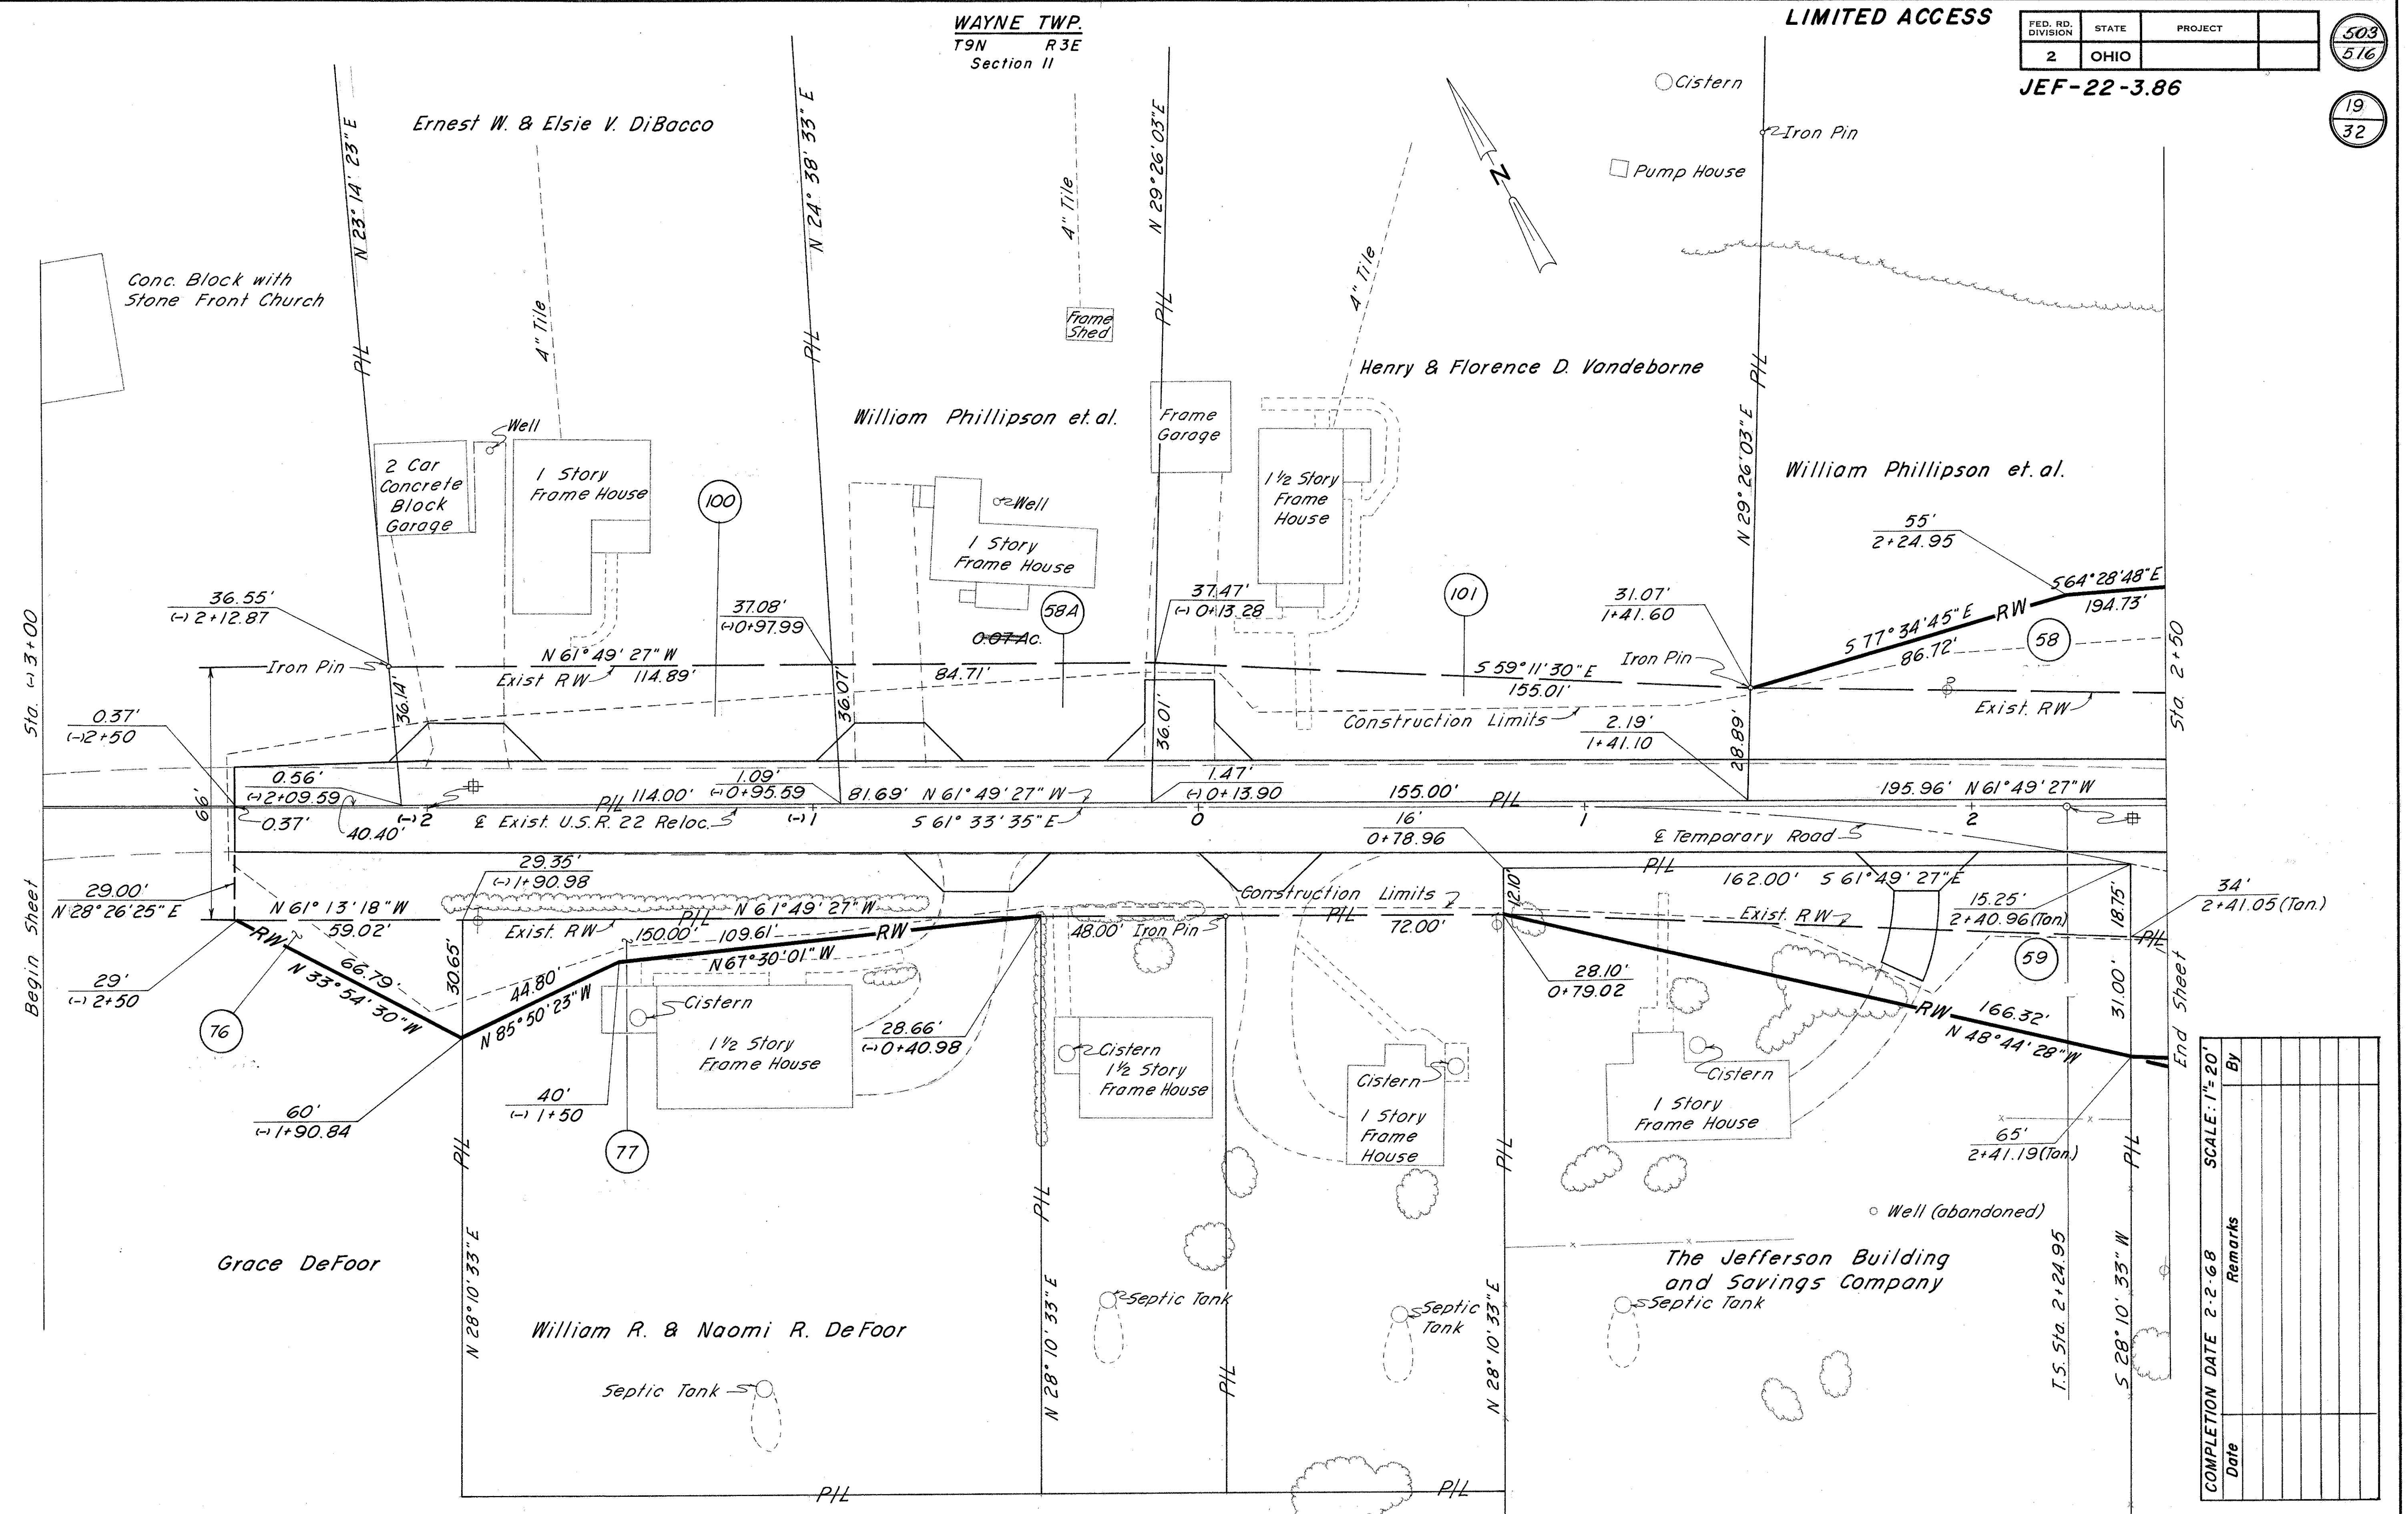 WAYNE TWP.
T9N R3E
Section 11
LIMITED ACCESS
FED. RD. DIVISION STATE PROJECT
2 OHIO
503
516
JEF-22-3.86
19
32
Cistern
Iron Pin
Pump House
N
Ernest W. & Elsie V. DiBacco
N 23° 14' 23" E
N 24° 38' 33" E
N 29° 26' 03" E
4" Tile
4" Tile
4" Tile
Conc. Block with
Stone Front Church
P/L
P/L
P/L
P/L
Frame
Shed
Henry & Florence D. Vandeborne
N 29° 26' 03" E
William Phillipson et. al.
Frame
Garage
Well
2 Car
Concrete
Block
Garage
1 Story
Frame House
100
Well
1 Story
Frame House
1 1/2 Story
Frame
House
William Phillipson et. al.
55'
2+24.95
S 64° 28' 48" E
194.73'
S 77° 34' 45" E
RW
86.72'
58
36.55'
(-) 2+12.87
37.08'
(-) 0+97.99
58A
0.07 Ac.
37.47'
(-) 0+13.28
101
31.07'
1+41.60
Iron Pin
N 61° 49' 27" W
Exist RW
114.89'
84.71'
S 59° 11' 30" E
155.01'
Iron Pin
Exist. RW
Construction Limits
2.19'
1+41.10
Sta. (-) 3+00
Sta. 2+50
0.37'
(-) 2+50
36.14'
36.07'
36.01'
28.89'
66'
0.56'
(-) 2+09.59
P/L
114.00'
1.09'
(-) 0+95.59
81.69'
N 61° 49' 27" W
1.47'
(-) 0+13.90
155.00'
P/L
195.96' N 61° 49' 27" W
0.37'
40.40'
(-) 2
℄ Exist. U.S.R. 22 Reloc.
(-) 1
S 61° 33' 35" E
0
1
2
16'
0+78.96
℄ Temporary Road
29.35'
(-) 1+90.98
P/L
162.00' S 61° 49' 27" E
29.00'
N 28° 26' 25" E
N 61° 13' 18" W
59.02'
Exist. RW
P/L
N 61° 49' 27" W
150.00'
109.61'
RW
N 67° 30' 01" W
48.00'
Iron Pin
Construction Limits
P/L
72.00'
12.10'
Exist. RW
15.25'
2+40.96 (Tan.)
18.75'
34'
2+41.05 (Tan.)
P/L
59
RW
66.79'
N 33° 54' 30" W
30.65'
44.80'
N 85° 50' 23" W
29'
(-) 2+50
76
28.10'
0+79.02
RW
166.32'
N 48° 44' 28" W
31.00'
Begin Sheet
End Sheet
Cistern
1 1/2 Story
Frame House
28.66'
(-) 0+40.98
Cistern
1 1/2 Story
Frame House
Cistern
1 Story
Frame
House
Cistern
1 Story
Frame House
60'
(-) 1+90.84
40'
(-) 1+50
77
65'
2+41.19 (Tan.)
P/L
P/L
P/L
P/L
P/L
Well (abandoned)
Grace DeFoor
N 28° 10' 33" E
William R. & Naomi R. DeFoor
N 28° 10' 33" E
Septic Tank
Septic
Tank
N 28° 10' 33" E
The Jefferson Building
and Savings Company
Septic Tank
T.S. Sta. 2+24.95
S 28° 10' 33" W
Septic Tank
P/L
P/L
COMPLETION DATE 2-2-68 SCALE: 1"=20'
Date Remarks By